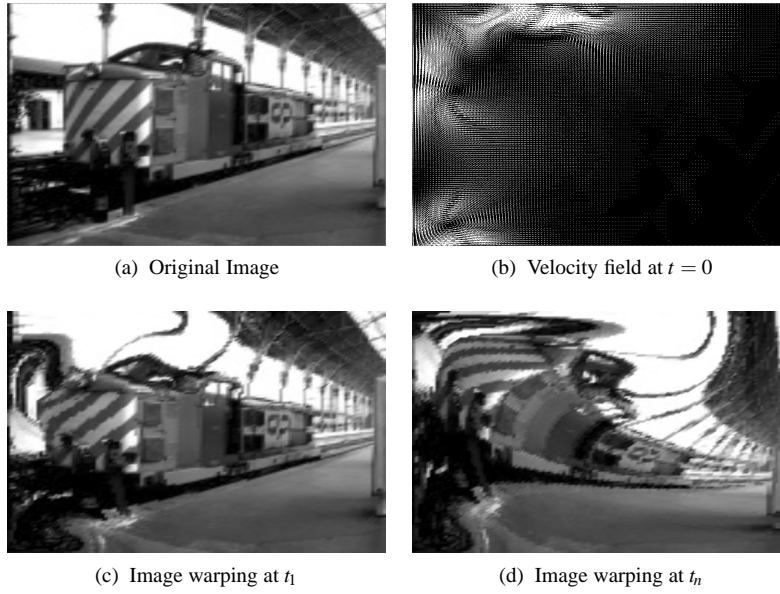 (a) Original Image
(b) Velocity field at t = 0
(c) Image warping at t1
(d) Image warping at tn